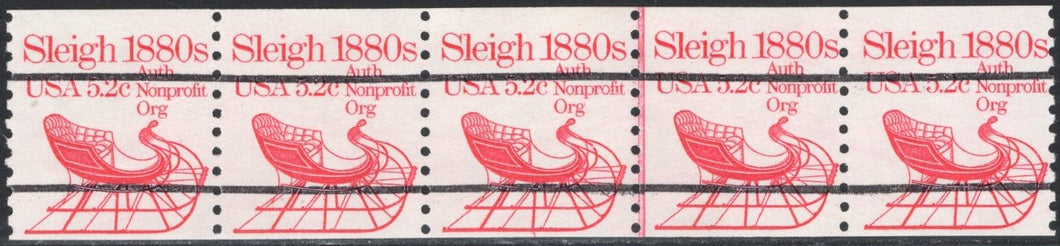 Sleigh 1880s Sleigh 1880s Sleigh 1880s Sleigh 1880s Sleigh 1880s
Auth Auth Auth Auth Auth
USA 5.2c Nonprofit USA 5.2c Nonprofit USA 5.2c Nonprofit USA 5.2c Nonprofit USA 5.2c Nonprofit
Org Org Org Org Org